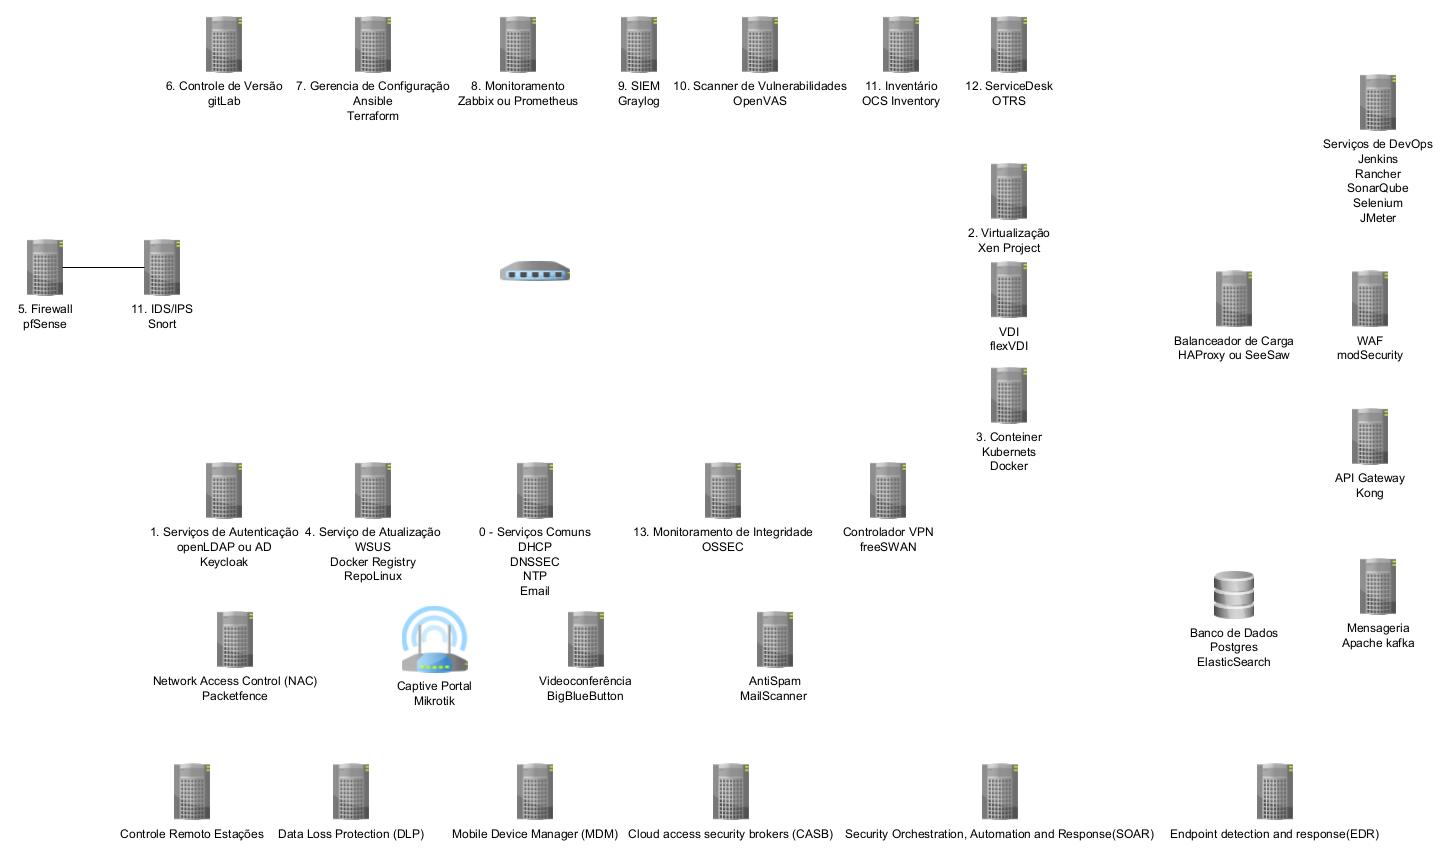 6. Controle de Versão
gitLab
7. Gerencia de Configuração
Ansible
Terraform
8. Monitoramento
Zabbix ou Prometheus
9. SIEM
Graylog
10. Scanner de Vulnerabilidades
OpenVAS
11. Inventário
OCS Inventory
12. ServiceDesk
OTRS
Serviços de DevOps
Jenkins
Rancher
SonarQube
Selenium
JMeter
2. Virtualização
Xen Project
5. Firewall
pfSense
11. IDS/IPS
Snort
VDI
flexVDI
Balanceador de Carga
HAProxy ou SeeSaw
WAF
modSecurity
3. Conteiner
Kubernets
Docker
API Gateway
Kong
1. Serviços de Autenticação
openLDAP ou AD
Keycloak
4. Serviço de Atualização
WSUS
Docker Registry
RepoLinux
0 - Serviços Comuns
DHCP
DNSSEC
NTP
Email
13. Monitoramento de Integridade
OSSEC
Controlador VPN
freeSWAN
Banco de Dados
Postgres
ElasticSearch
Mensageria
Apache kafka
Network Access Control (NAC)
Packetfence
Captive Portal
Mikrotik
Videoconferência
BigBlueButton
AntiSpam
MailScanner
Controle Remoto Estações
Data Loss Protection (DLP)
Mobile Device Manager (MDM)
Cloud access security brokers (CASB)
Security Orchestration, Automation and Response(SOAR)
Endpoint detection and response(EDR)